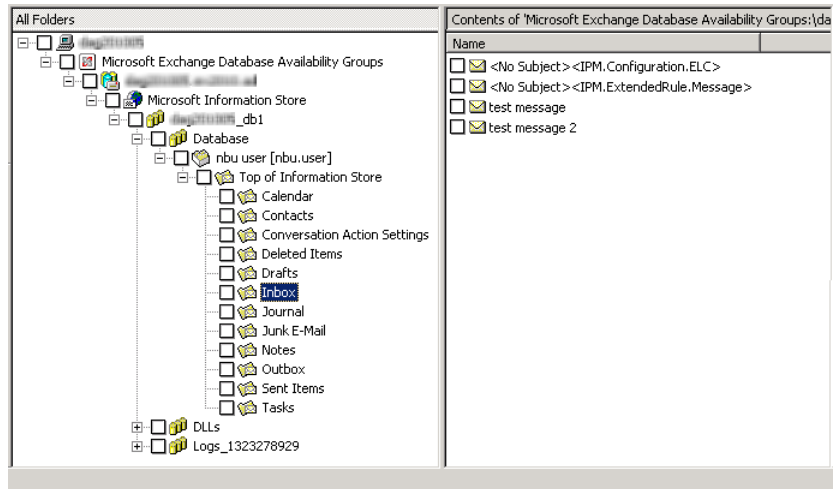 All Folders
Microsoft Exchange Database Availability Groups
Microsoft Information Store
_db1
Database
nbu user [nbu.user]
Top of Information Store
Calendar
Contacts
Conversation Action Settings
Deleted Items
Drafts
Inbox
Journal
Junk E-Mail
Notes
Outbox
Sent Items
Tasks
DLLs
Logs_1323278929
Contents of 'Microsoft Exchange Database Availability Groups:\da
Name
<No Subject><IPM.Configuration.ELC>
<No Subject><IPM.ExtendedRule.Message>
test message
test message 2